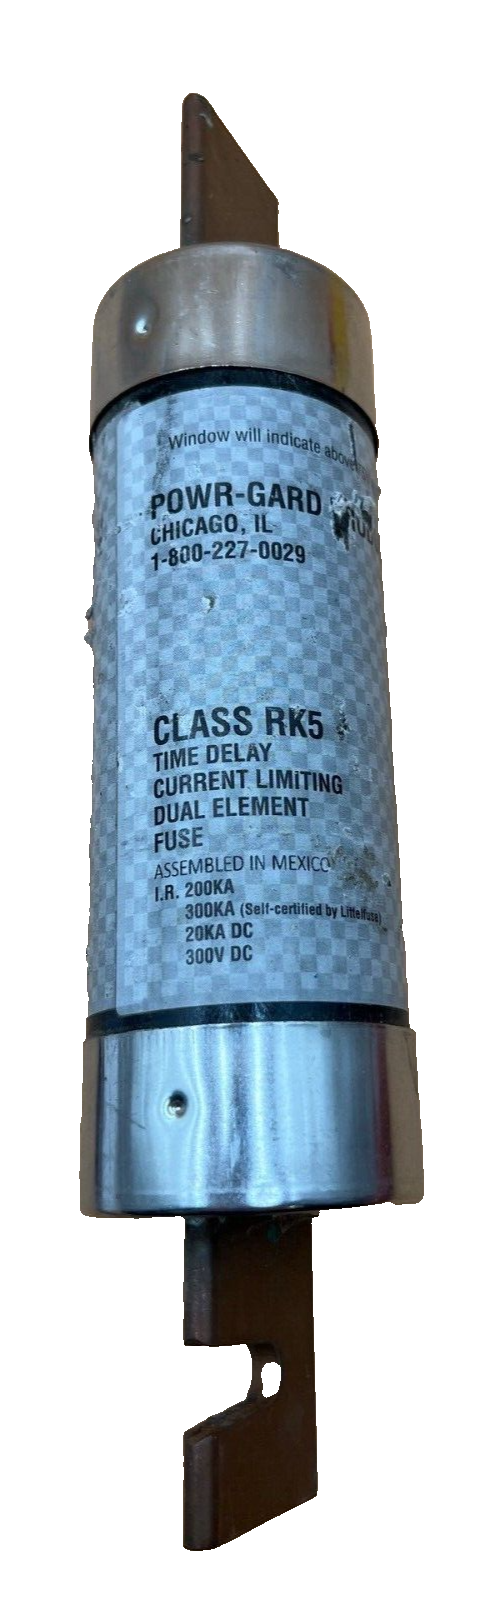 Window will indicate above
POWR-GARD
CHICAGO, IL
1-800-227-0029
CLASS RK5
TIME DELAY
CURRENT LIMITING
DUAL ELEMENT
FUSE
ASSEMBLED IN MEXICO
I.R. 200KA
300KA (Self-certified by Littelfuse)
20KA DC
300V DC